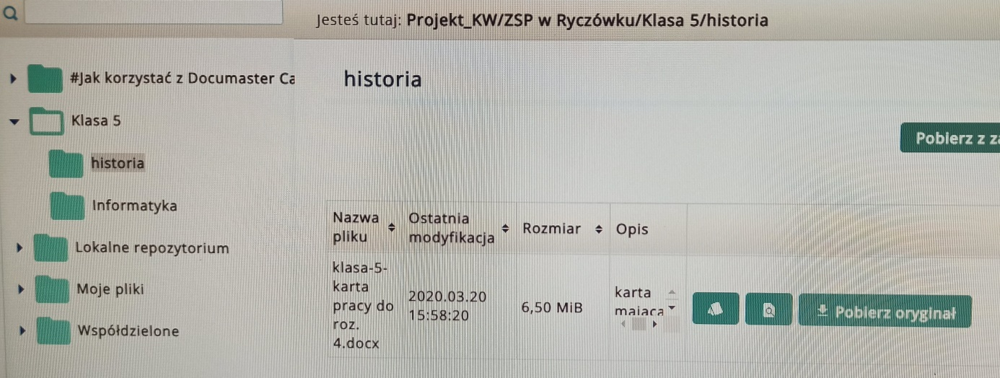 Jesteś tutaj: Projekt_KW/ZSP w Ryczówku/Klasa 5/historia
#Jak korzystać z Documaster Ca
Klasa 5
historia
Informatyka
Lokalne repozytorium
Moje pliki
Współdzielone
historia
Pobierz z za
Nazwa pliku
Ostatnia modyfikacja
Rozmiar
Opis
klasa-5-
karta
pracy do
roz.
4.docx
2020.03.20
15:58:20
6,50 MiB
karta
mająca
Pobierz oryginał